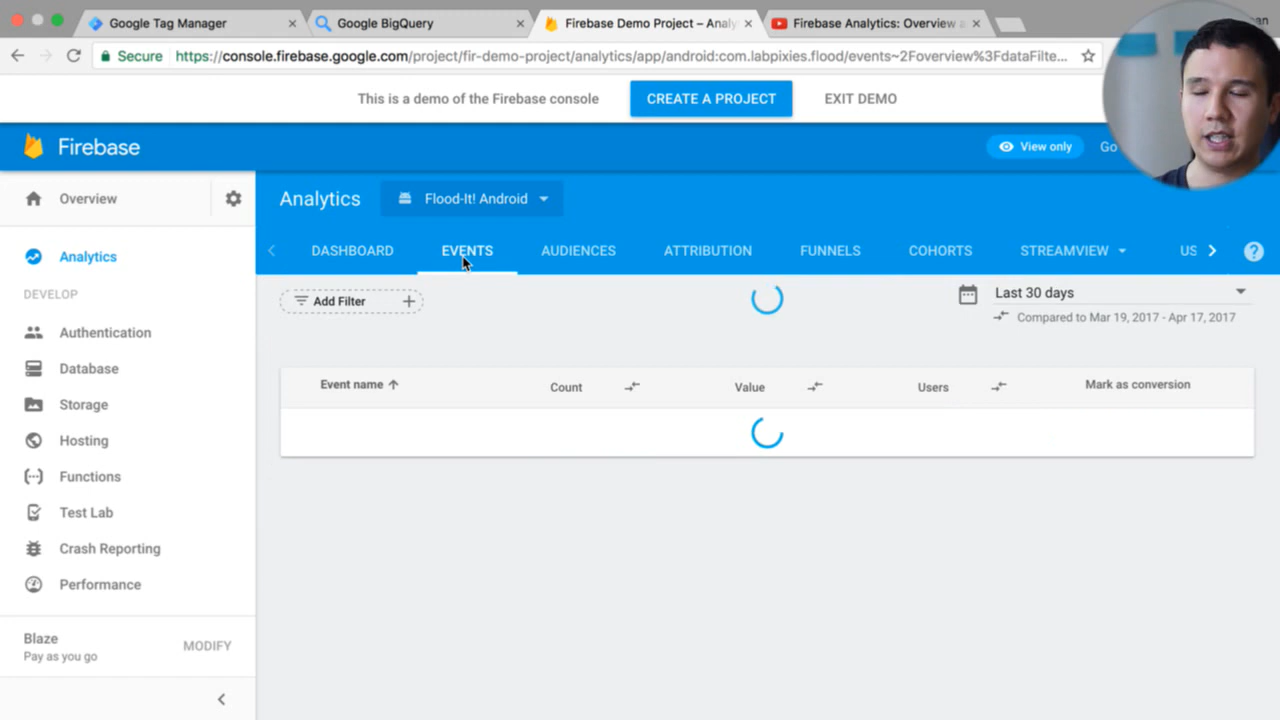 Google Tag Manager
Google BigQuery
Firebase Demo Project – Analy
Firebase Analytics: Overview a
Secure https://console.firebase.google.com/project/fir-demo-project/analytics/app/android:com.labpixies.flood/events~2Foverview%3FdataFilte...
This is a demo of the Firebase console
CREATE A PROJECT
EXIT DEMO
Firebase
View only
Go
Overview
Analytics
Flood-It! Android
Analytics
DASHBOARD
EVENTS
AUDIENCES
ATTRIBUTION
FUNNELS
COHORTS
STREAMVIEW
US
DEVELOP
Add Filter
Last 30 days
Compared to Mar 19, 2017 - Apr 17, 2017
Authentication
Database
Storage
Hosting
Functions
Test Lab
Crash Reporting
Performance
Event name
Count
Value
Users
Mark as conversion
Blaze
Pay as you go
MODIFY